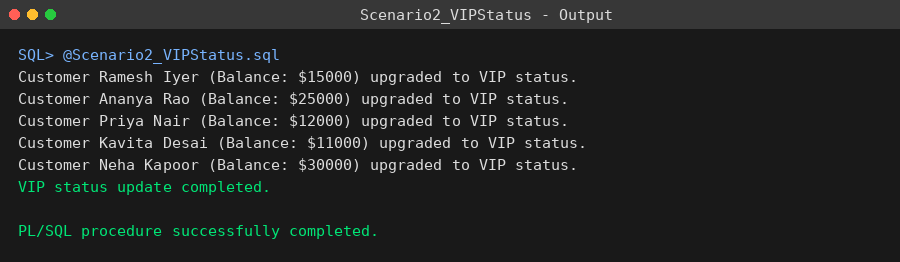 Scenario2_VIPStatus - Output
SQL> @Scenario2_VIPStatus.sql
Customer Ramesh Iyer (Balance: $15000) upgraded to VIP status.
Customer Ananya Rao (Balance: $25000) upgraded to VIP status.
Customer Priya Nair (Balance: $12000) upgraded to VIP status.
Customer Kavita Desai (Balance: $11000) upgraded to VIP status.
Customer Neha Kapoor (Balance: $30000) upgraded to VIP status.
VIP status update completed.
PL/SQL procedure successfully completed.